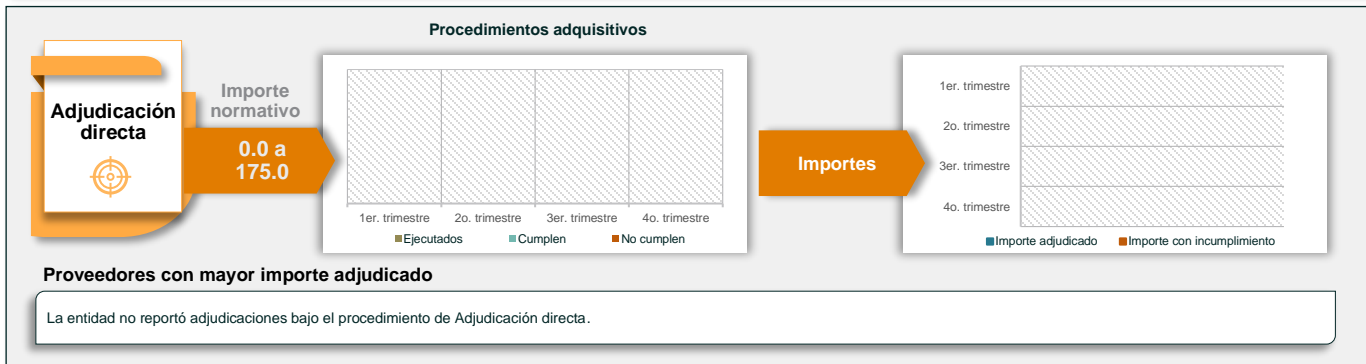 Procedimientos adquisitivos
Adjudicación
directa
Importe
normativo
0.0 a
175.0
1er. trimestre
2o. trimestre
3er. trimestre
4o. trimestre
Ejecutados
Cumplen
No cumplen
Importes
1er. trimestre
2o. trimestre
3er. trimestre
4o. trimestre
Importe adjudicado
Importe con incumplimiento
Proveedores con mayor importe adjudicado
La entidad no reportó adjudicaciones bajo el procedimiento de Adjudicación directa.